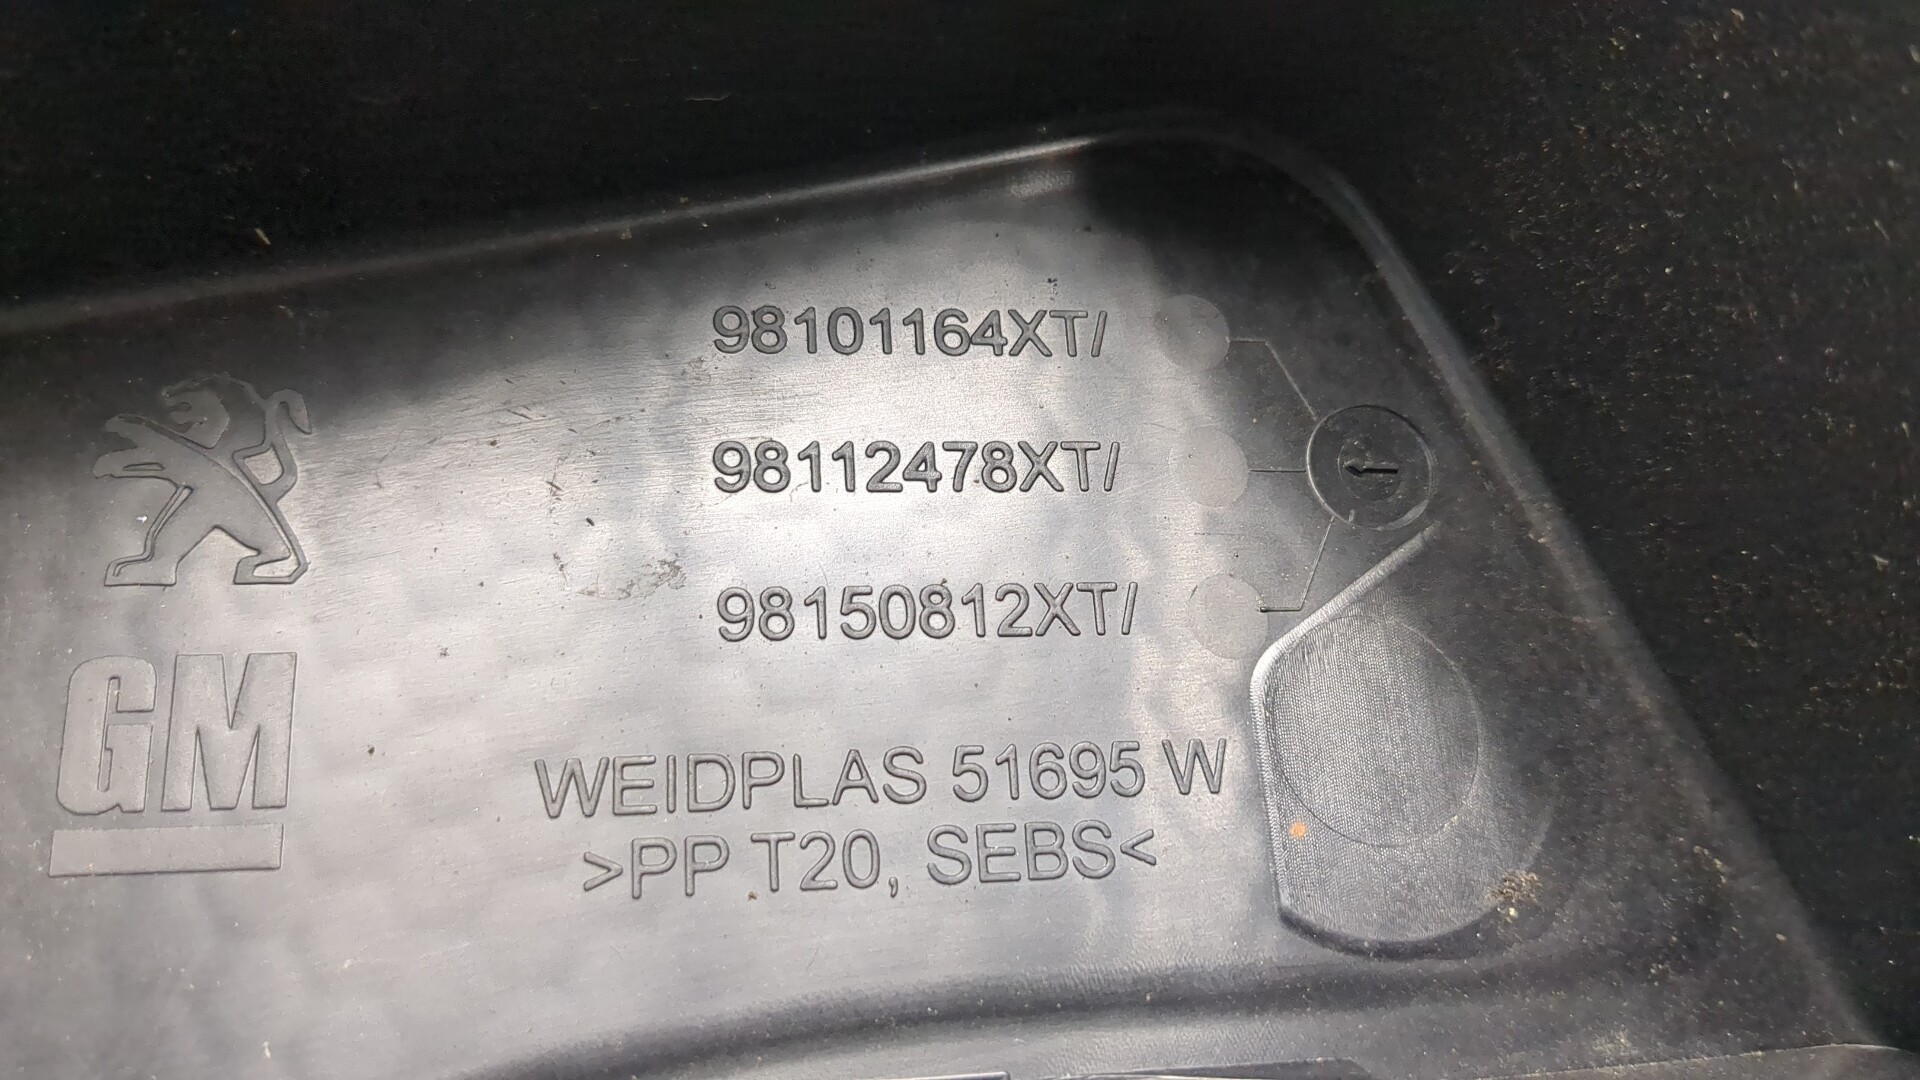 98101164XT/
98112478XT/
98150812XT/
GM
WEIDPLAS 51695 W
>PP T20, SEBS<